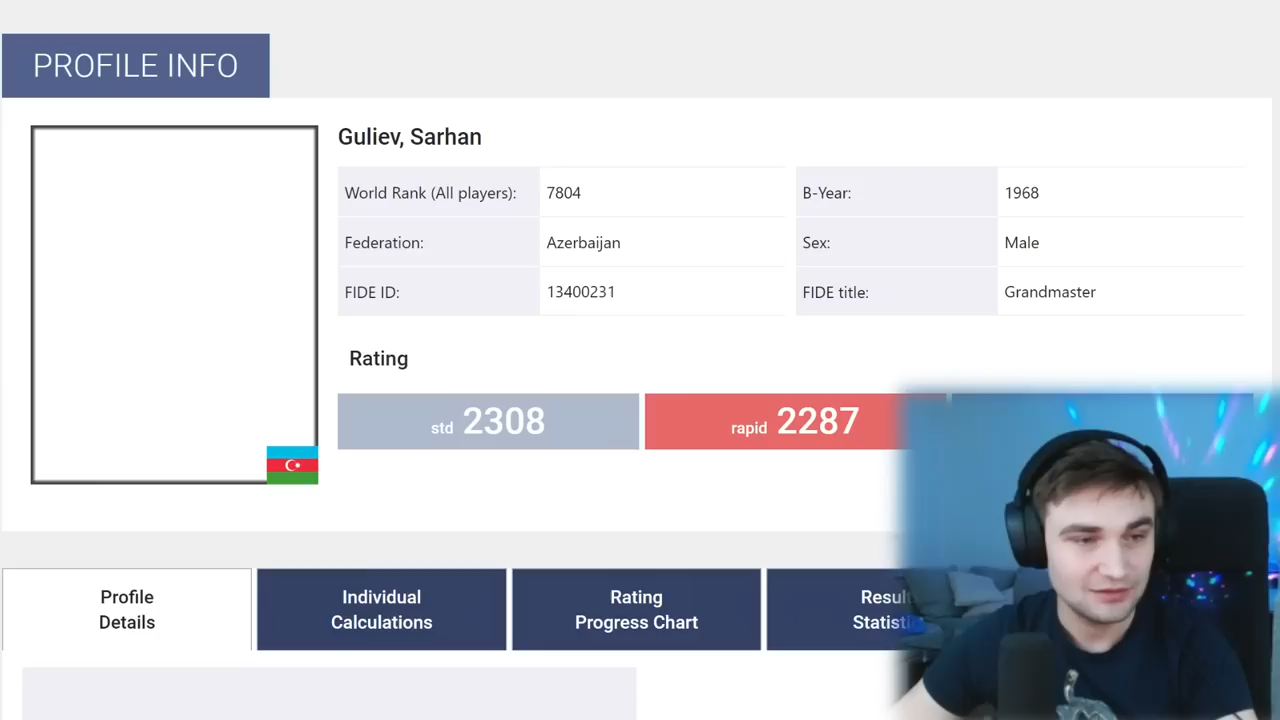 PROFILE INFO
Guliev, Sarhan
World Rank (All players): 7804 B-Year: 1968
Federation: Azerbaijan Sex: Male
FIDE ID: 13400231 FIDE title: Grandmaster
Rating
std 2308 rapid 2287
Profile Details
Individual Calculations
Rating Progress Chart